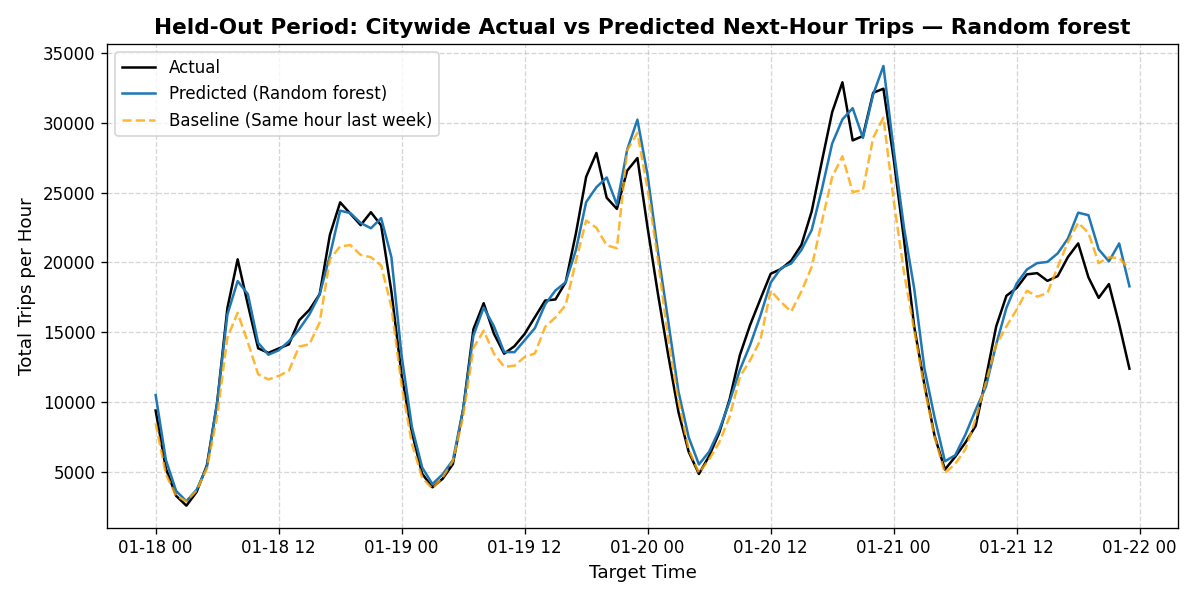 Held-Out Period: Citywide Actual vs Predicted Next-Hour Trips — Random forest
Actual
Predicted (Random forest)
Baseline (Same hour last week)
Total Trips per Hour
35000
30000
25000
20000
15000
10000
5000
01-18 00
01-18 12
01-19 00
01-19 12
01-20 00
01-20 12
01-21 00
01-21 12
01-22 00
Target Time